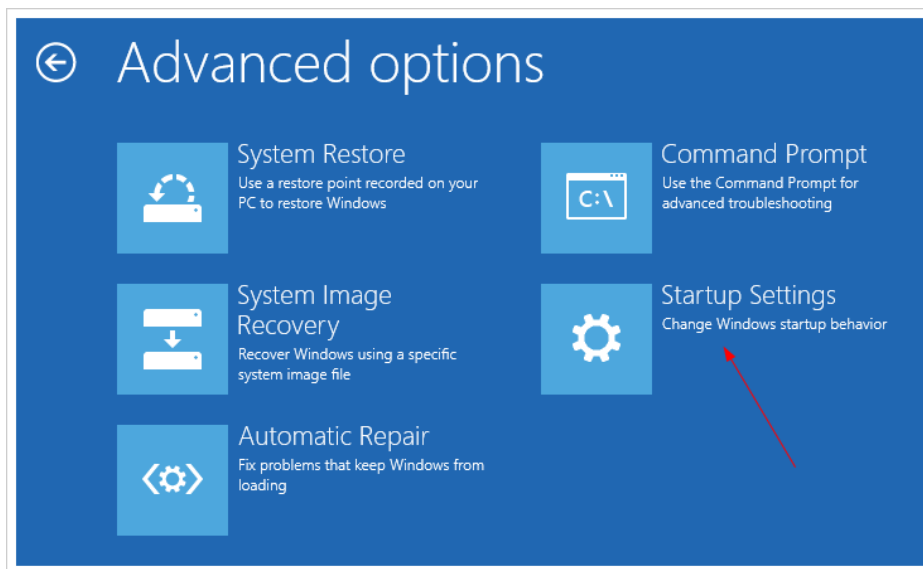 Advanced options
System Restore
Use a restore point recorded on your
PC to restore Windows
Command Prompt
Use the Command Prompt for
advanced troubleshooting
C:\
System Image
Recovery
Recover Windows using a specific
system image file
Startup Settings
Change Windows startup behavior
Automatic Repair
Fix problems that keep Windows from
loading